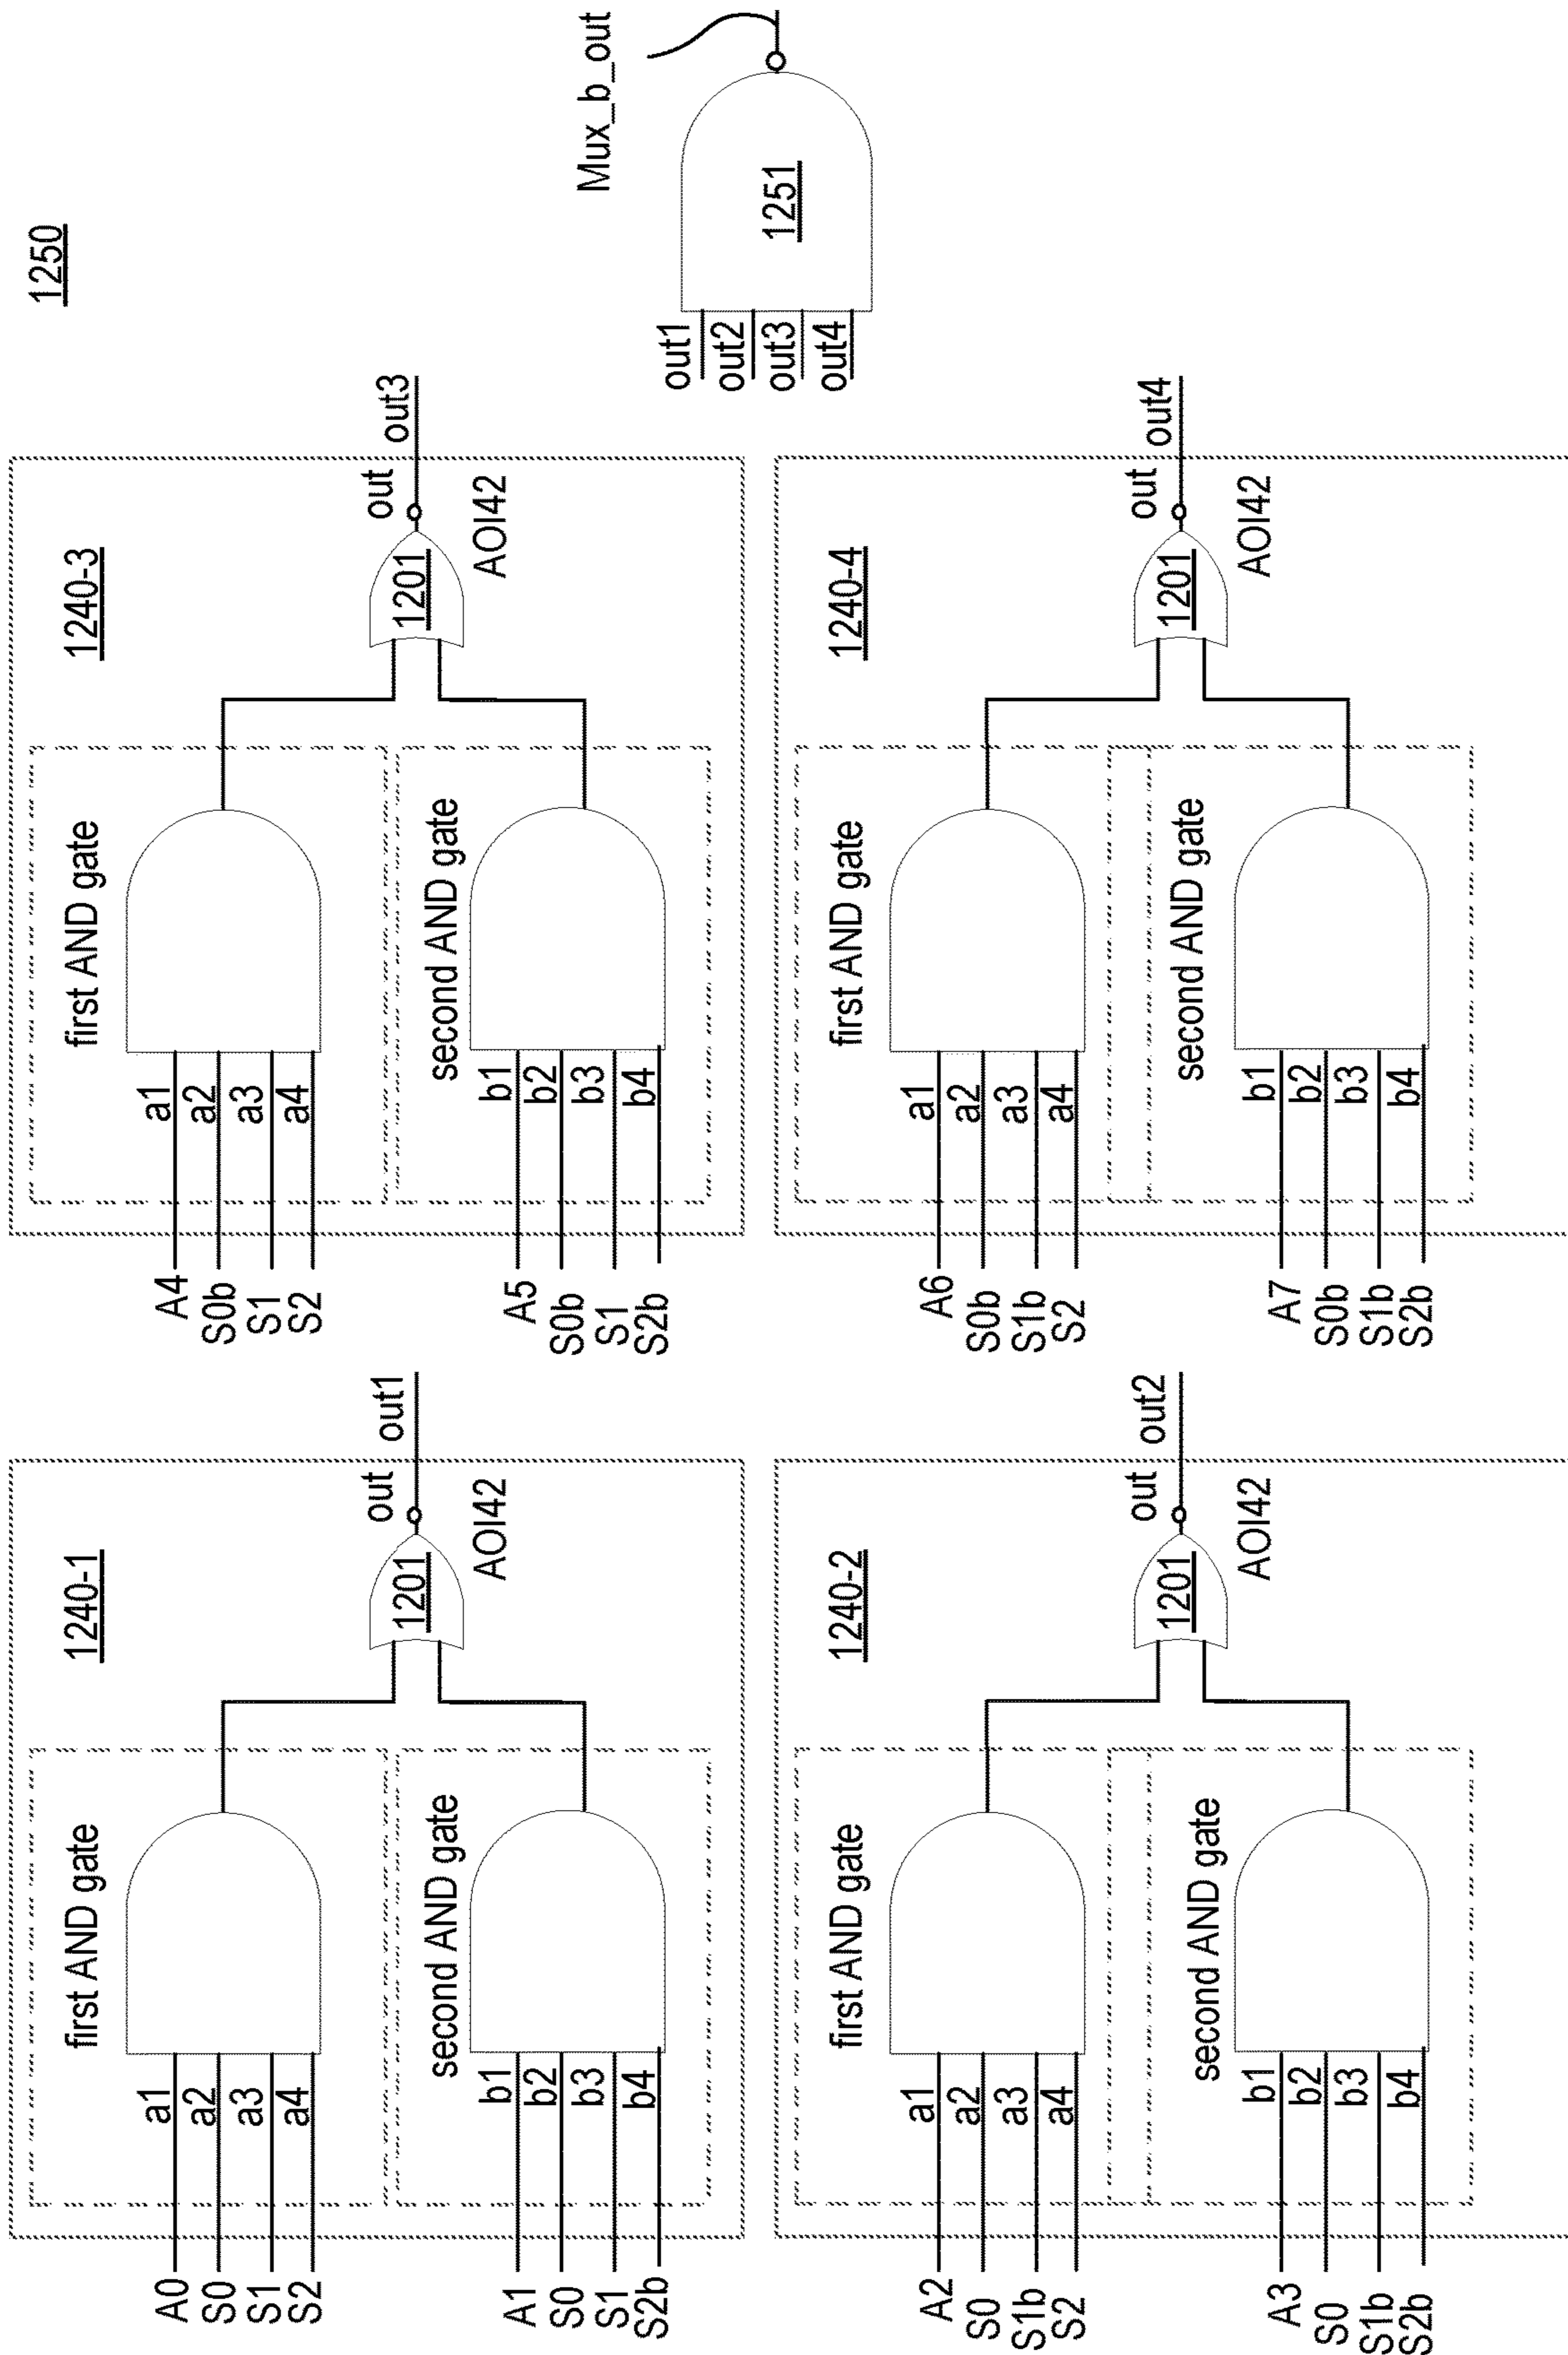 1250
1240-1
first AND gate
A0 a1
S0 a2
S1 a3
S2 a4
second AND gate
A1 b1
S0 b2
S1 b3
S2b b4
1201
out out1
AOI42
1240-3
first AND gate
A4 a1
S0b a2
S1 a3
S2 a4
second AND gate
A5 b1
S0b b2
S1 b3
S2b b4
1201
out out3
AOI42
1240-2
first AND gate
A2 a1
S0 a2
S1b a3
S2 a4
second AND gate
A3 b1
S0 b2
S1b b3
S2b b4
1201
out out2
AOI42
1240-4
first AND gate
A6 a1
S0b a2
S1b a3
S2 a4
second AND gate
A7 b1
S0b b2
S1b b3
S2b b4
1201
out out4
AOI42
out1
out2
out3
out4
1251
Mux_b_out